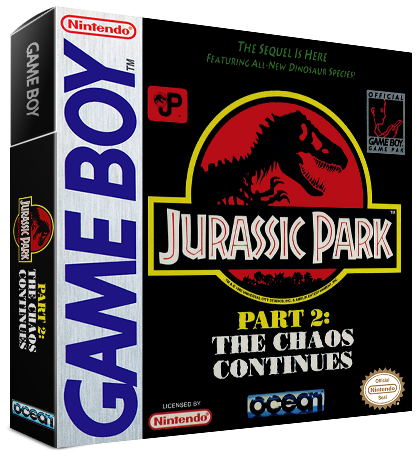 GAME BOY
JURASSIC PARK
PART 2:
THE CHAOS
CONTINUES
ocean
Nintendo
GAME BOY
TM
THE SEQUEL IS HERE
FEATURING ALL-NEW DINOSAUR SPECIES!
JP
OFFICIAL
GAME BOY
GAME PAK
JURASSIC PARK
TM
PART 2:
THE CHAOS
CONTINUES
LICENSED BY
Nintendo
ocean
Official
Nintendo
Seal